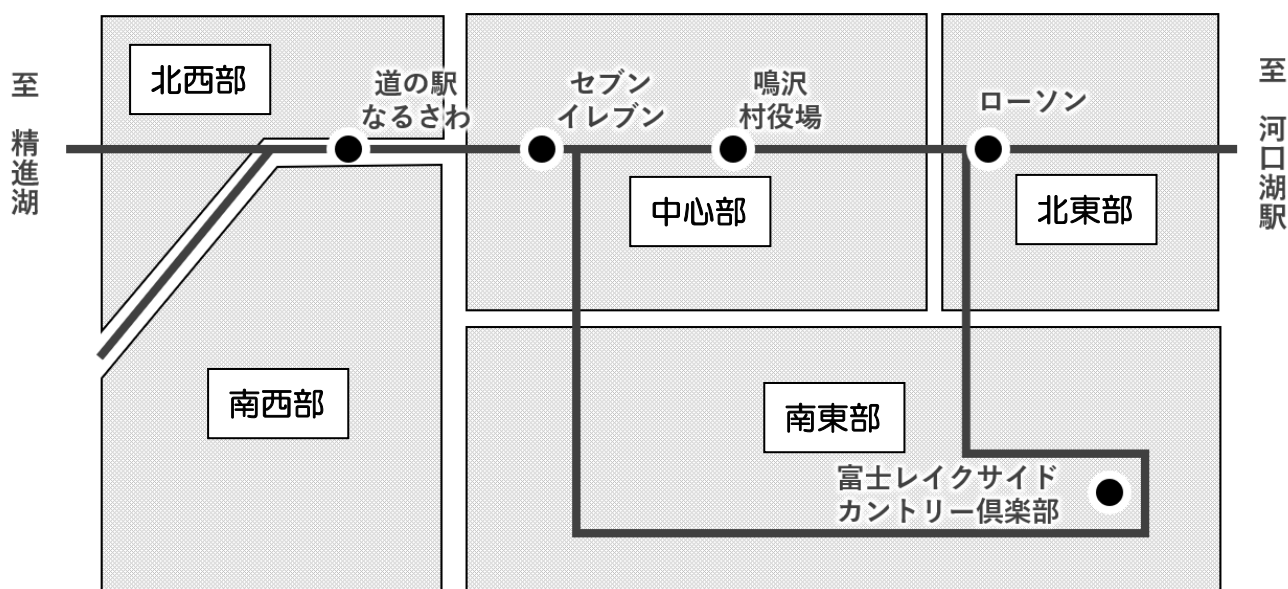 北西部
至 精進湖
道の駅
なるさわ
セブン
イレブン
鳴沢
村役場
ローソン
至 河口湖駅
中心部
北東部
南西部
南東部
富士レイクサイド
カントリー倶楽部